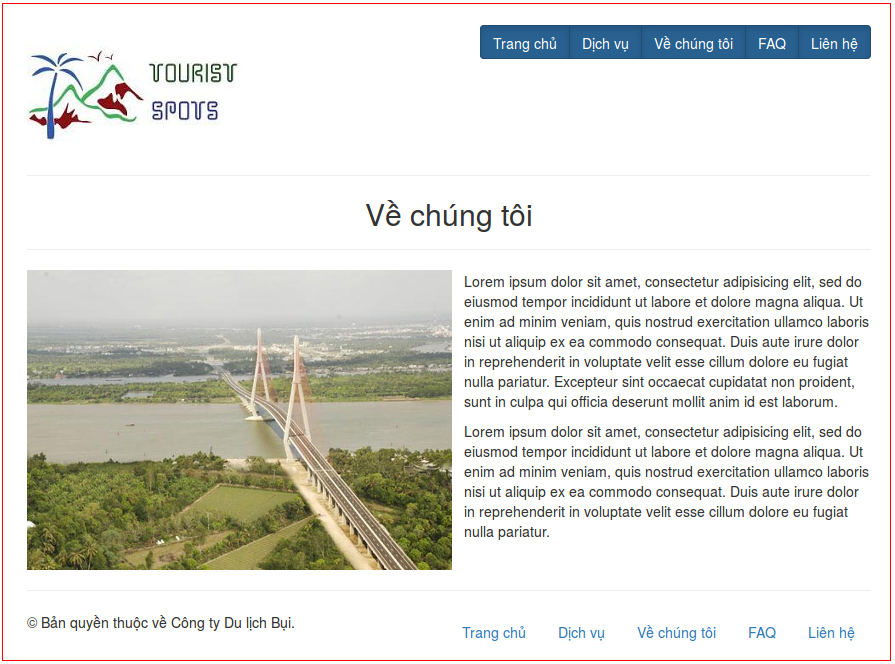 Trang chủ Dịch vụ Về chúng tôi FAQ Liên hệ
TOURIST
SPOTS
Về chúng tôi
Lorem ipsum dolor sit amet, consectetur adipisicing elit, sed do
eiusmod tempor incididunt ut labore et dolore magna aliqua. Ut
enim ad minim veniam, quis nostrud exercitation ullamco laboris
nisi ut aliquip ex ea commodo consequat. Duis aute irure dolor
in reprehenderit in voluptate velit esse cillum dolore eu fugiat
nulla pariatur. Excepteur sint occaecat cupidatat non proident,
sunt in culpa qui officia deserunt mollit anim id est laborum.
Lorem ipsum dolor sit amet, consectetur adipisicing elit, sed do
eiusmod tempor incididunt ut labore et dolore magna aliqua. Ut
enim ad minim veniam, quis nostrud exercitation ullamco laboris
nisi ut aliquip ex ea commodo consequat. Duis aute irure dolor
in reprehenderit in voluptate velit esse cillum dolore eu fugiat
nulla pariatur.
© Bản quyền thuộc về Công ty Du lịch Bụi.
Trang chủ Dịch vụ Về chúng tôi FAQ Liên hệ